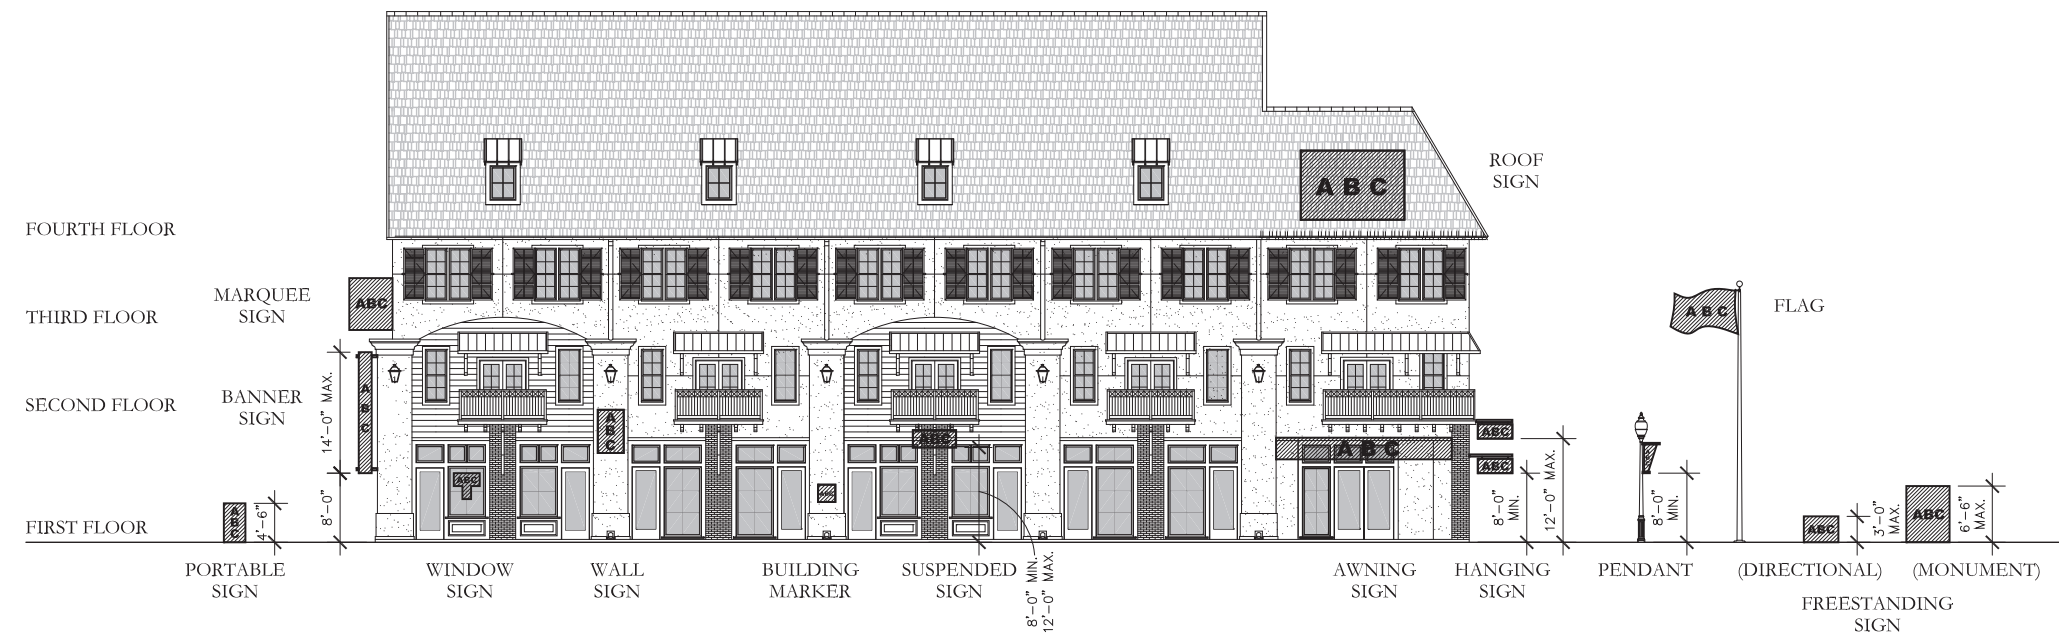 ROOF
SIGN
ABC
FOURTH FLOOR
MARQUEE
SIGN
ABC
THIRD FLOOR
FLAG
ABC
BANNER
SIGN
ABC
14'-0" MAX.
8'-0"
SECOND FLOOR
ABC
ABC
ABC
ABC
ABC
ABC
8'-0"
MIN.
12'-0" MAX.
8'-0"
MIN.
FIRST FLOOR
ABC
4'-6"
ABC
ABC
3'-0"
MAX.
ABC
6'-6"
MAX.
PORTABLE
SIGN
WINDOW
SIGN
WALL
SIGN
BUILDING
MARKER
SUSPENDED
SIGN
8'-0" MIN.
12'-0" MAX.
AWNING
SIGN
HANGING
SIGN
PENDANT
(DIRECTIONAL)
(MONUMENT)
FREESTANDING
SIGN